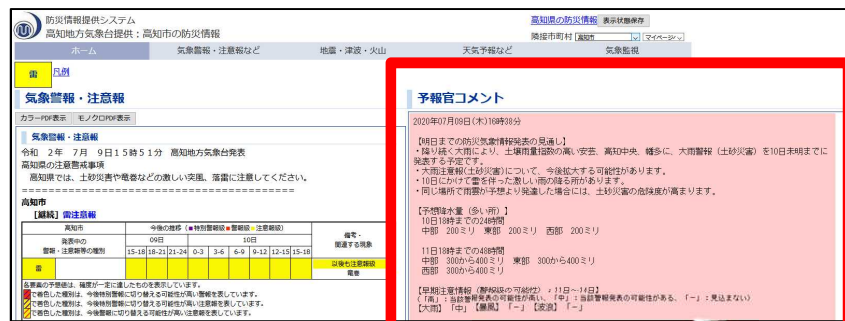 防災情報提供システム
高知地方気象台提供：高知市の防災情報
高知県の防災情報 表示状態保存
隣接市町村 高知市 マイページ
ホーム 気象警報・注意報など 地震・津波・火山 天気予報など 気象監視
雷 凡例
気象警報・注意報
カラーPDF表示 モノクロPDF表示
気象警報・注意報
令和 2年 7月 9日15時51分 高知地方気象台発表
高知県の注意警戒事項
高知県では、土砂災害や竜巻などの激しい突風、落雷に注意してください。
=====================================
高知市
[継続] 雷注意報
高知市 今後の推移（■特別警報級■警報級■注意報級） 備考・関連する現象
発表中の警報・注意報等の種別 09日 10日
15-18 18-21 21-24 0-3 3-6 6-9 9-12 12-15 15-18
雷 以後も注意報級 竜巻
各要素の予想値は、確度が一定に達したものを表示しています。
で着色した種別は、今後特別警報に切り替える可能性が高い警報を表しています。
で着色した種別は、今後特別警報に切り替える可能性が高い注意報を表しています。
で着色した種別は、今後警報に切り替える可能性が高い注意報を表しています。
予報官コメント
2020年07月09日(木)16時38分
【明日までの防災気象情報発表の見通し】
・降り続く大雨により、土壌雨量指数の高い安芸、高知中央、幡多に、大雨警報（土砂災害）を10日未明までに
発表する予定です。
・大雨注意報(土砂災害)について、今後拡大する可能性があります。
・10日にかけて雷を伴った激しい雨の降る所があります。
・同じ場所で雨雲が予想より発達した場合には、土砂災害の危険度が高まります。
【予想降水量（多い所）】
10日18時までの24時間
中部 200ミリ 東部 200ミリ 西部 200ミリ
11日18時までの48時間
中部 300から400ミリ 東部 300から400ミリ
西部 300から400ミリ
【早期注意情報（警報級の可能性）：11日～14日】
（「高」：当該警報発表の可能性が高い、「中」：当該警報発表の可能性がある、「－」：見込まない）
【大雨】「中」【暴風】「－」【波浪】「－」